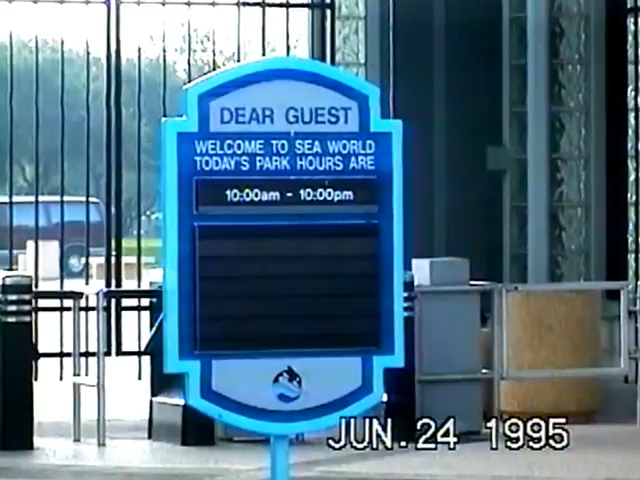 DEAR GUEST
WELCOME TO SEA WORLD
TODAY'S PARK HOURS ARE
10:00am - 10:00pm
JUN. 24 1995